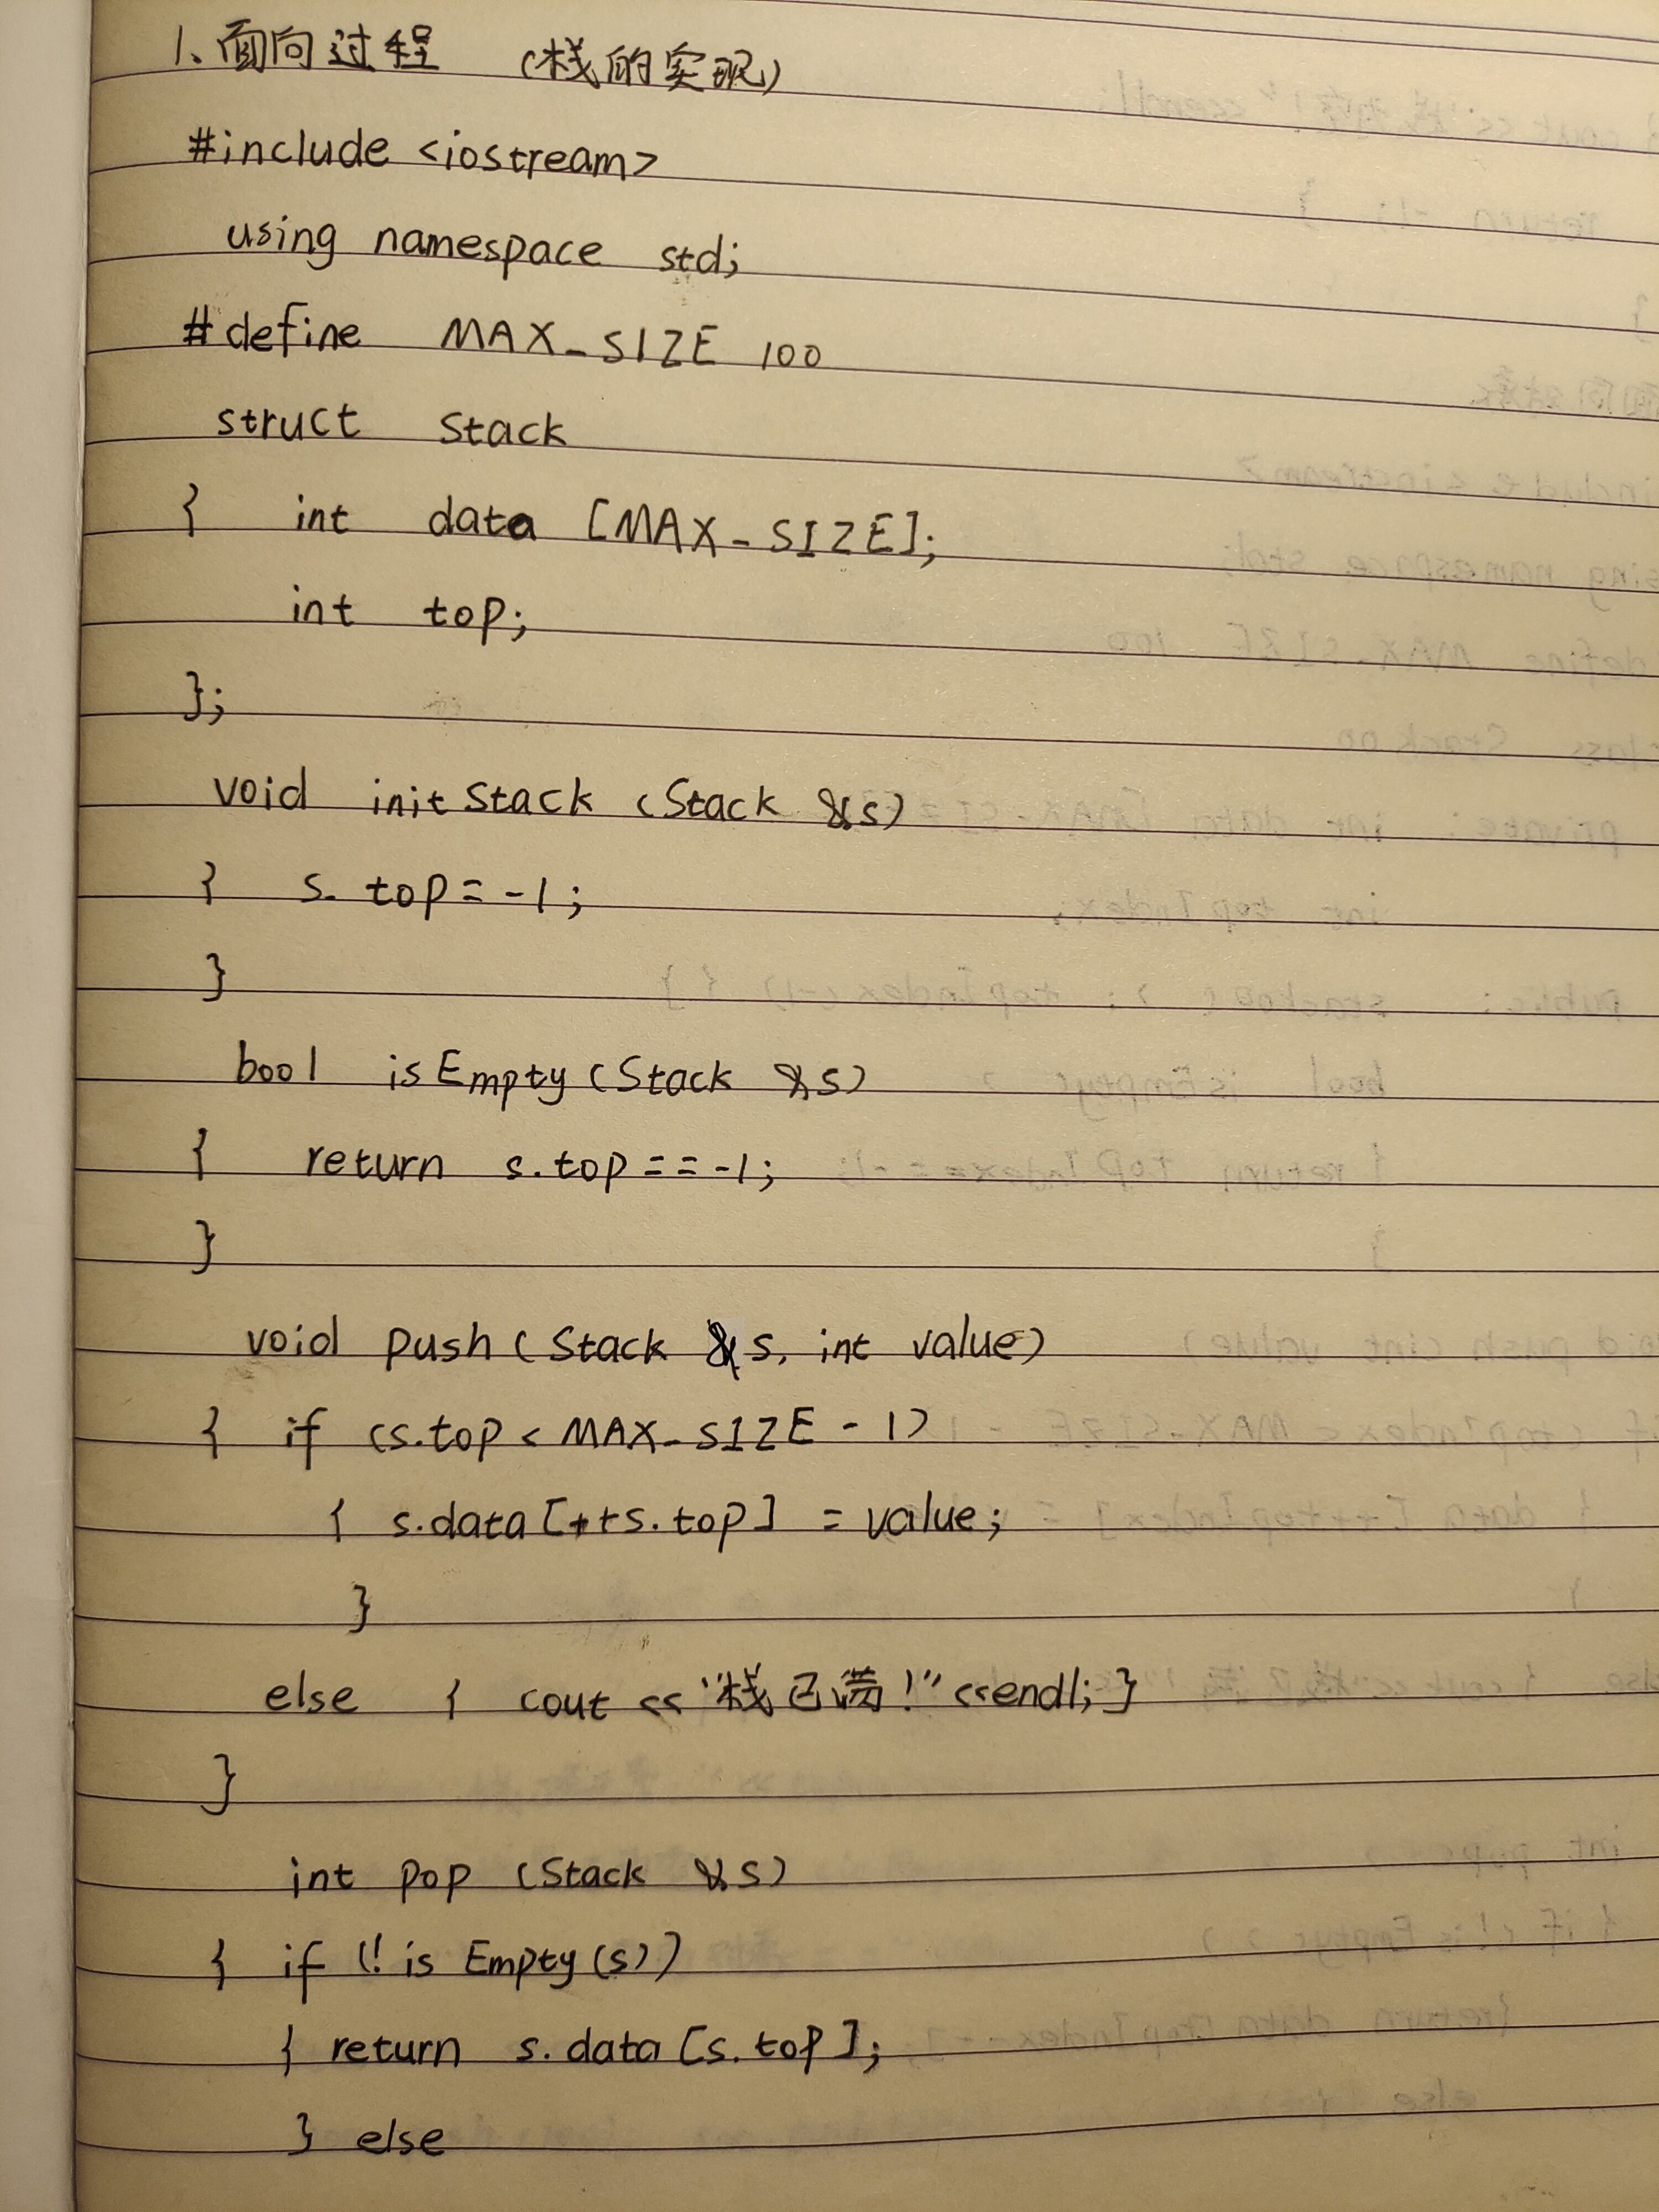 1、面向过程 (栈的实现)
#include <iostream>
using namespace std;
#define MAX_SIZE 100
struct Stack
{ int data [MAX_SIZE];
int top;
};
void initStack (Stack &s)
{ s.top=-1;
}
bool isEmpty (Stack &s)
{ return s.top==-1;
}
void push (Stack &s, int value)
{ if (s.top < MAX_SIZE - 1)
{ s.data [++s.top] = value;
}
else { cout << "栈已满!" <<endl; }
}
int pop (Stack &s)
{ if (! isEmpty (s))
{ return s.data [s.top];
} else